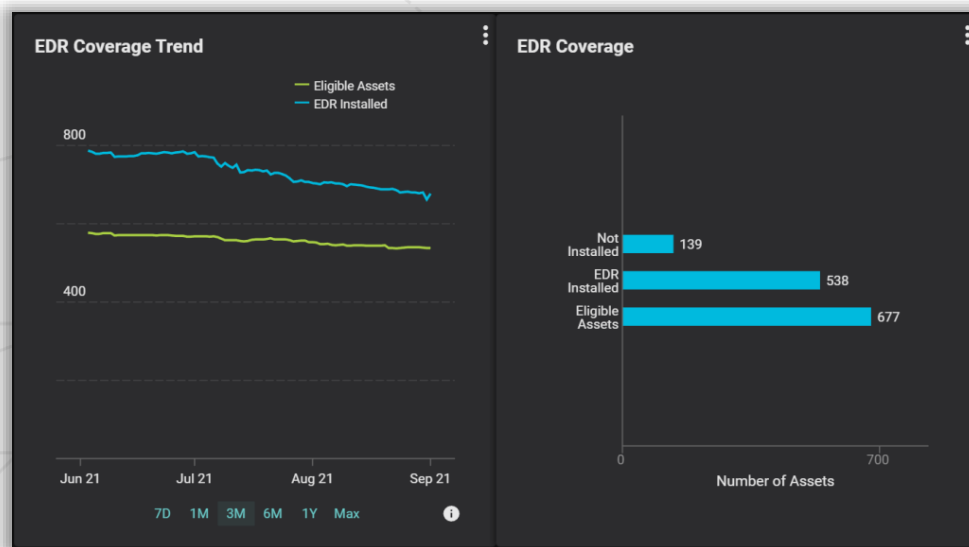 EDR Coverage Trend
Eligible Assets
EDR Installed
800
400
Jun 21
Jul 21
Aug 21
Sep 21
7D 1M 3M 6M 1Y Max
EDR Coverage
Not
Installed
139
EDR
Installed
538
Eligible
Assets
677
0
700
Number of Assets